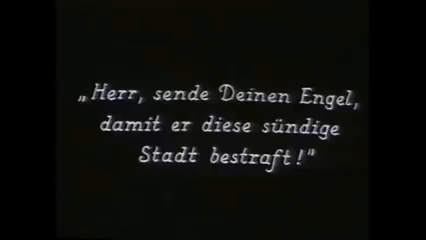 „Herr, sende Deinen Engel,
damit er diese sündige
Stadt bestraft!"